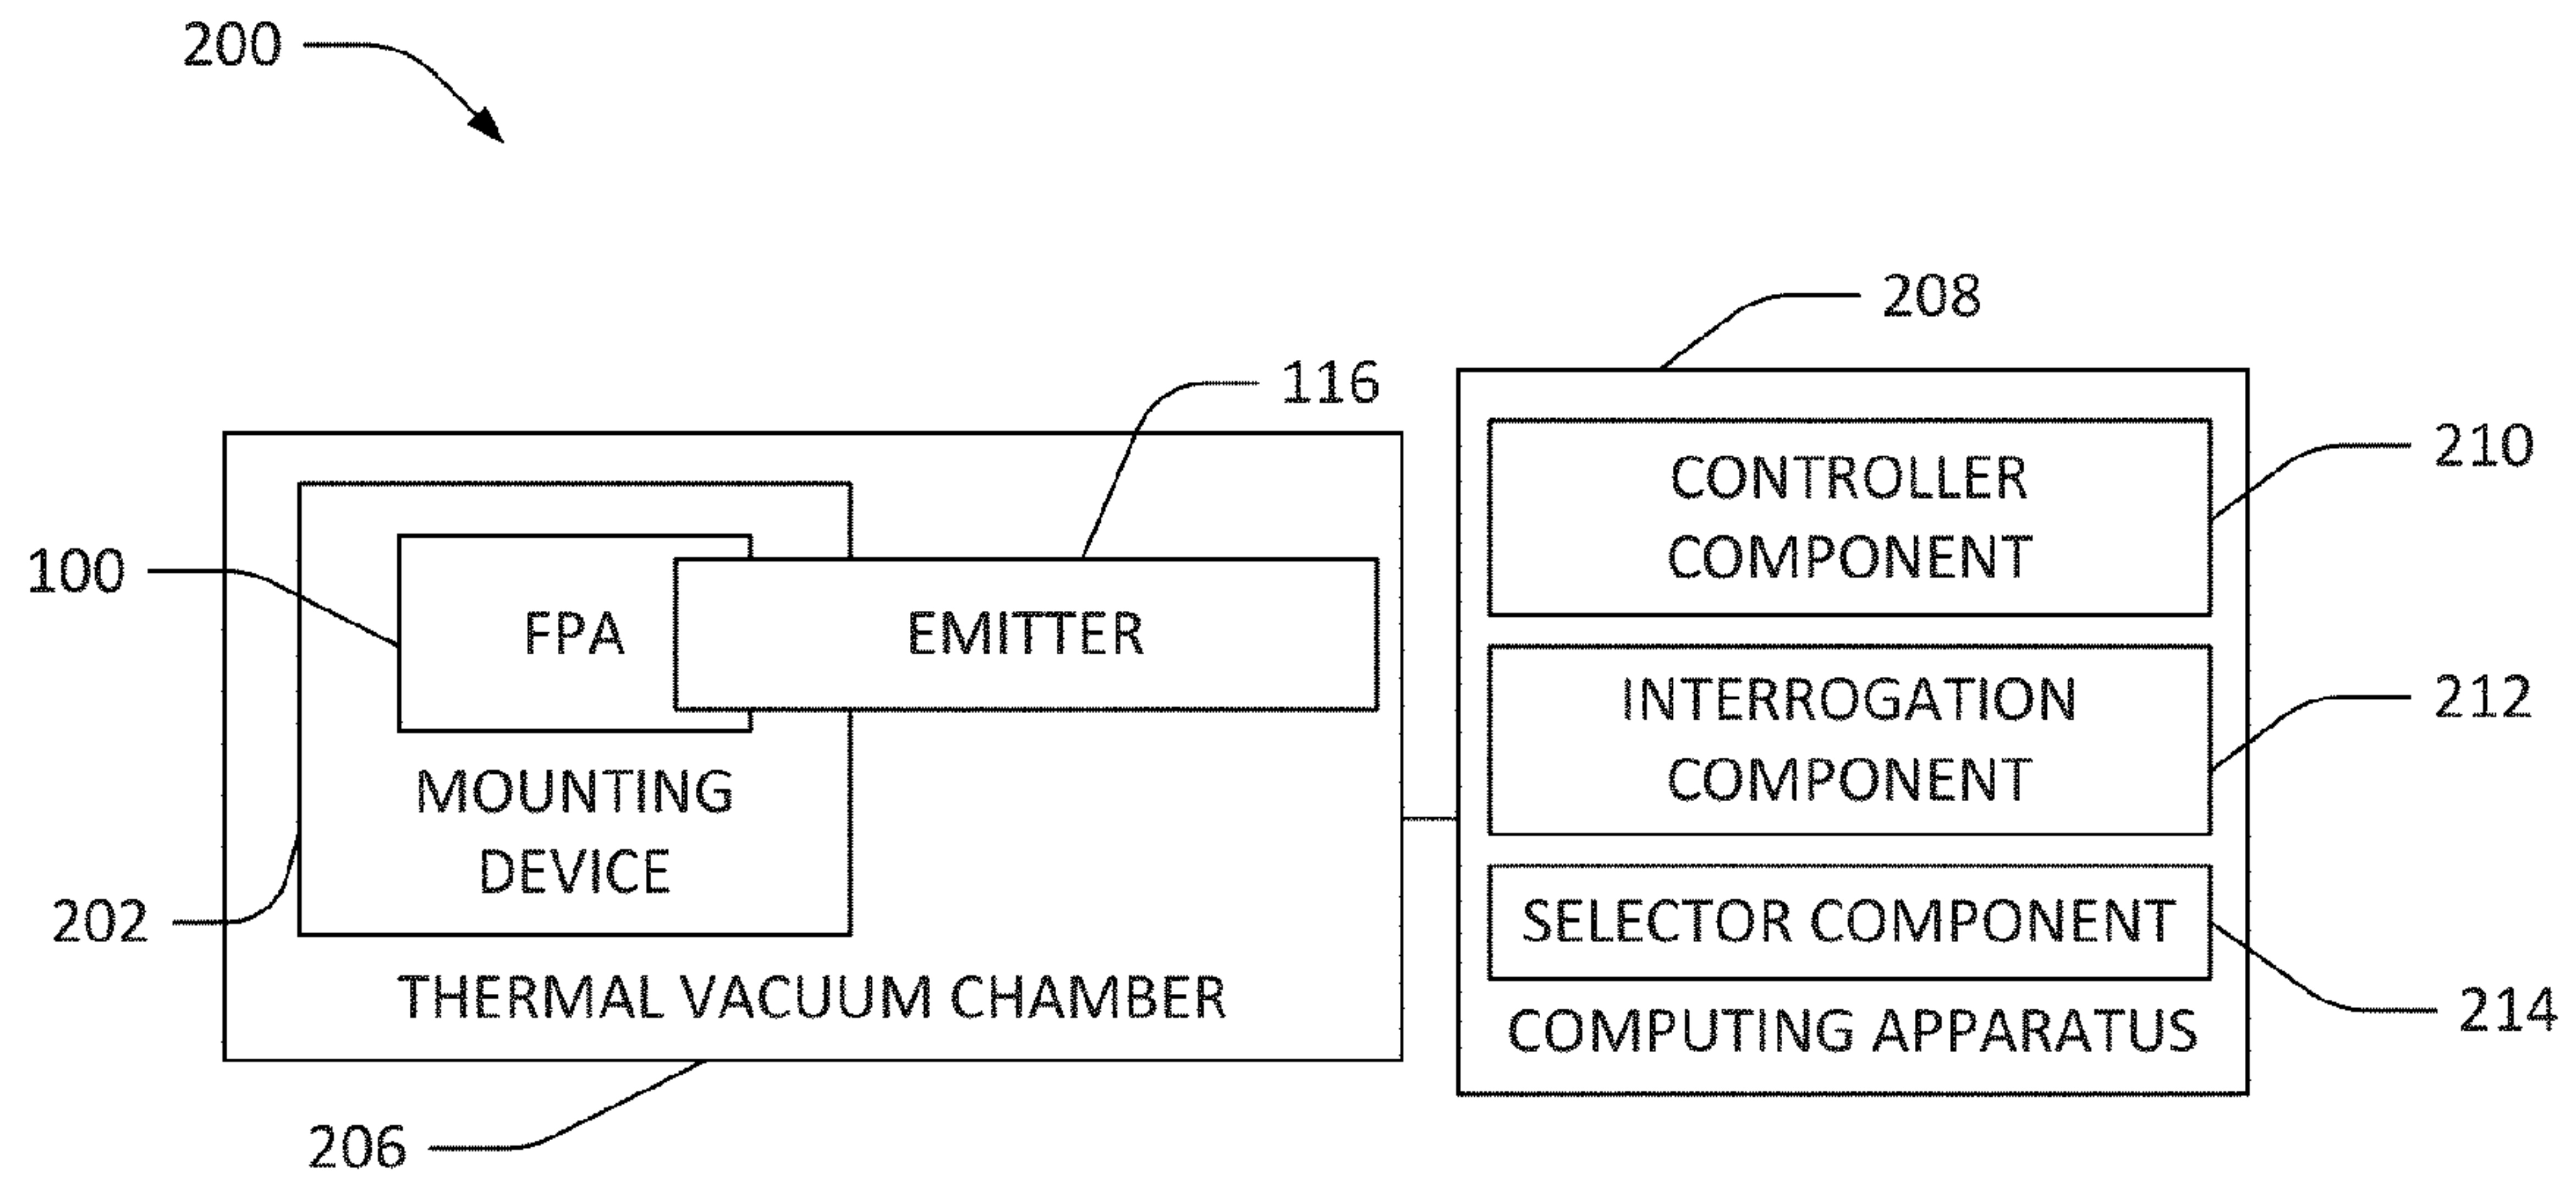 200
208
116
210
CONTROLLER
COMPONENT
100
FPA
EMITTER
212
INTERROGATION
COMPONENT
MOUNTING
DEVICE
202
SELECTOR COMPONENT
THERMAL VACUUM CHAMBER
214
COMPUTING APPARATUS
206